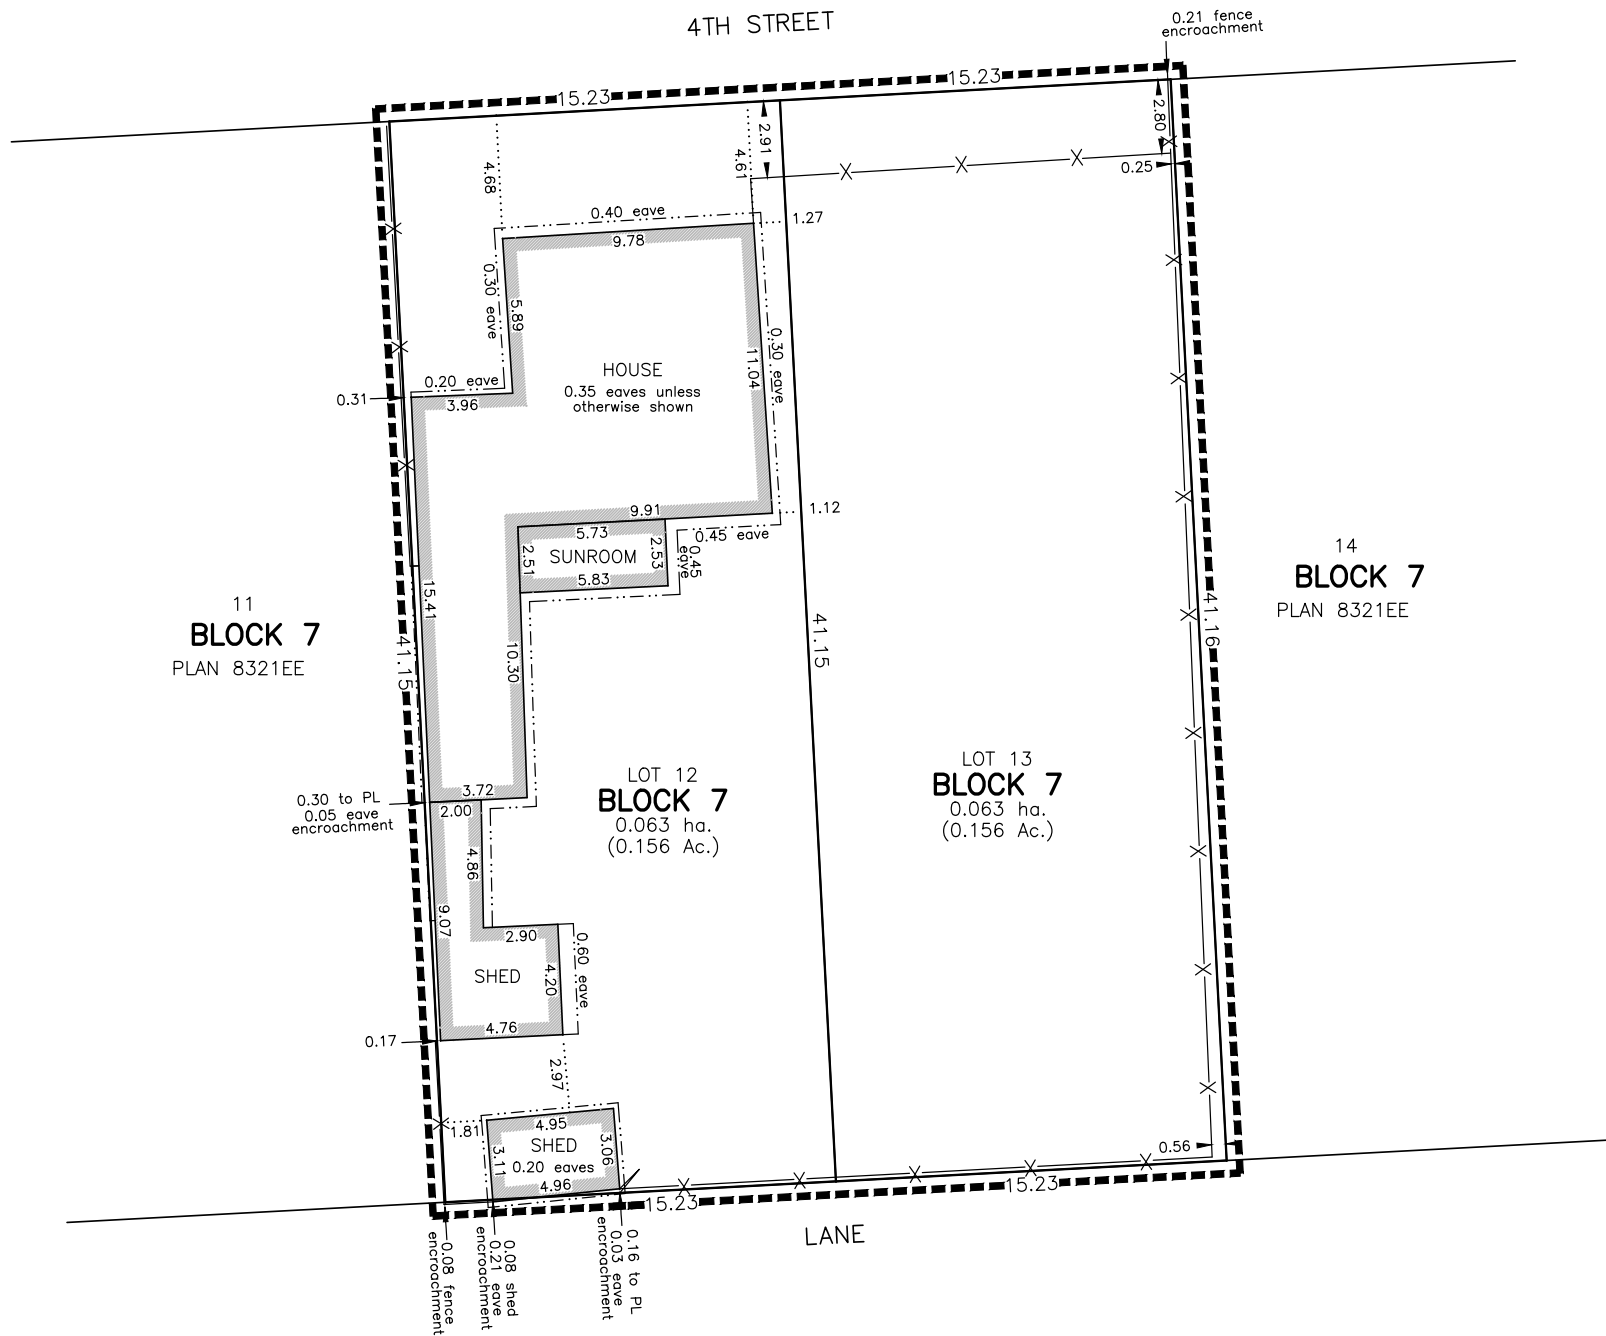 4TH STREET
0.21 fence
encroachment
15.23
15.23
2.91
2.80
4.68
4.61
0.25
0.40 eave
1.27
9.78
0.30 eave
5.89
0.30 eave
11.04
HOUSE
0.35 eaves unless
otherwise shown
0.20 eave
0.31
3.96
9.91
1.12
5.73
0.45 eave
2.51
SUNROOM
2.53
0.45
eave
5.83
14
BLOCK 7
PLAN 8321EE
11
BLOCK 7
PLAN 8321EE
15.41
41.15
10.30
41.15
41.16
LOT 12
BLOCK 7
0.063 ha.
(0.156 Ac.)
LOT 13
BLOCK 7
0.063 ha.
(0.156 Ac.)
3.72
0.30 to PL
0.05 eave
encroachment
2.00
4.86
9.07
2.90
0.60 eave
SHED
4.20
4.76
0.17
2.97
1.81
4.95
SHED
3.11
3.06
0.20 eaves
4.96
0.56
15.23
15.23
LANE
0.08 fence
encroachment
0.08 shed
0.21 eave
encroachment
0.16 to PL
0.03 eave
encroachment